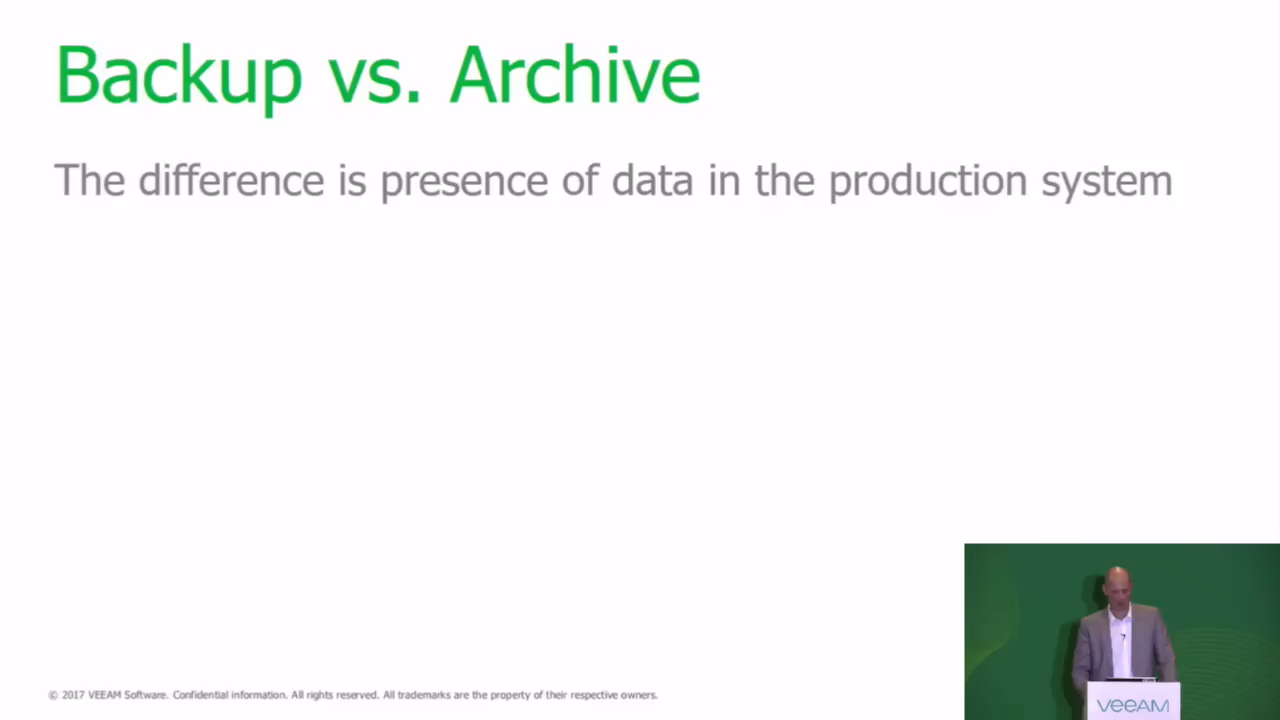 Backup vs. Archive
The difference is presence of data in the production system
© 2017 VEEAM Software. Confidential information. All rights reserved. All trademarks are the property of their respective owners.
veeAM